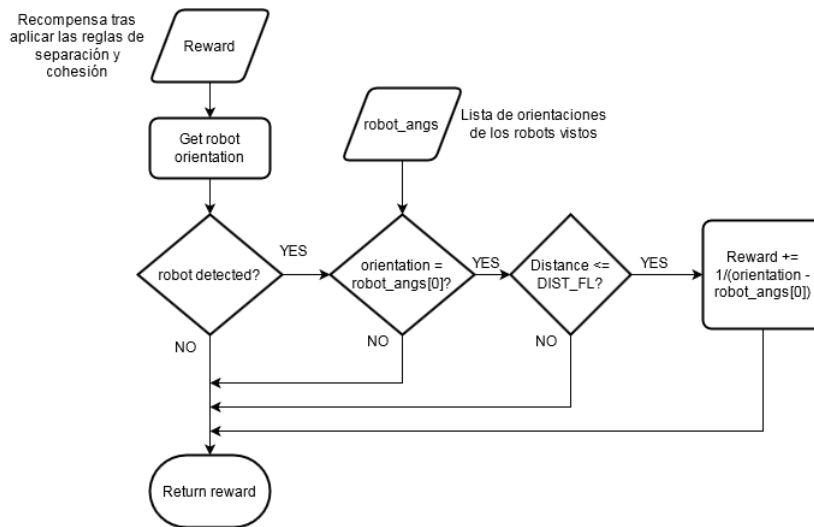 Recompensa tras
aplicar las reglas de
separación y
cohesión
Reward
Get robot
orientation
robot_angs
Lista de orientaciones
de los robots vistos
robot detected?
YES
NO
orientation =
robot_angs[0]?
YES
NO
Distance <=
DIST_FL?
YES
NO
Reward +=
1/(orientation -
robot_angs[0])
Return reward